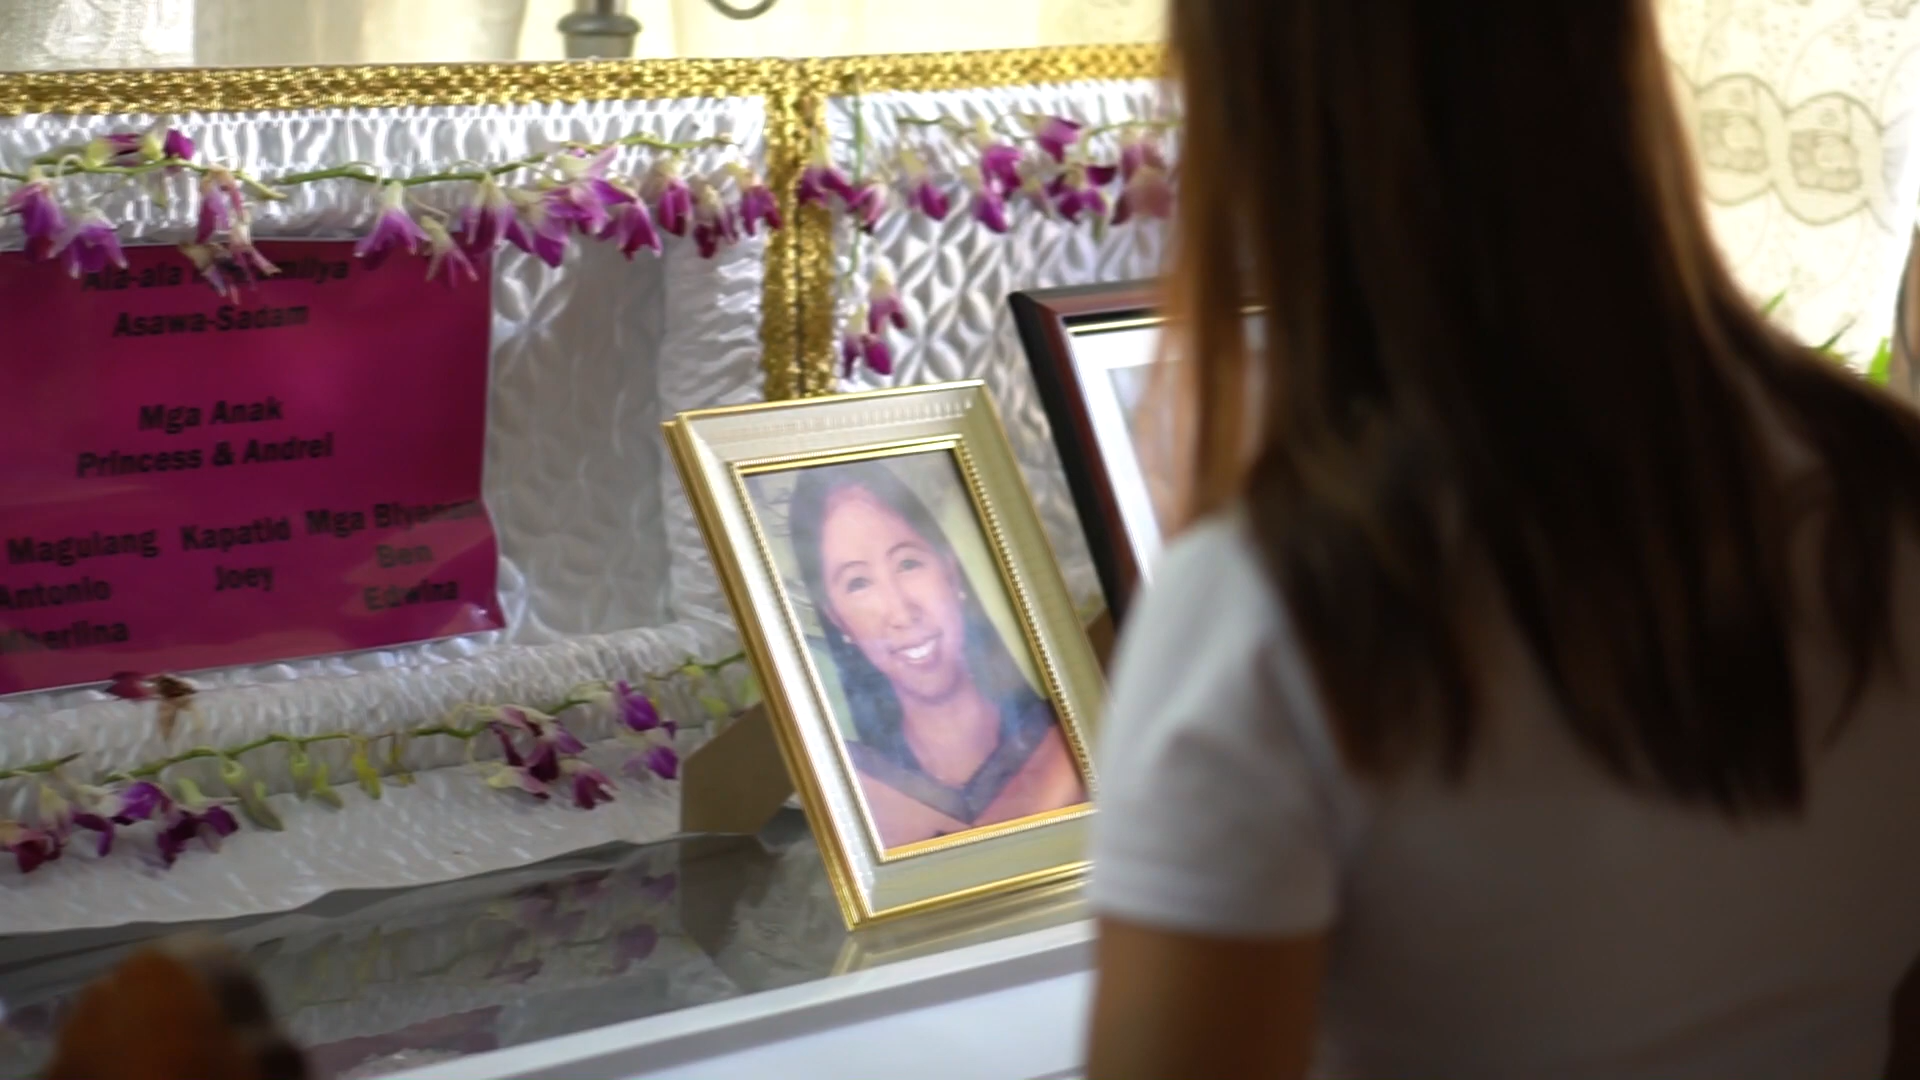 Ala-ala
Asawa-Sadam
Mga Anak
Princess & Andrei
Magulang Kapatid Mga
Antonio Joey Ben
Edwina